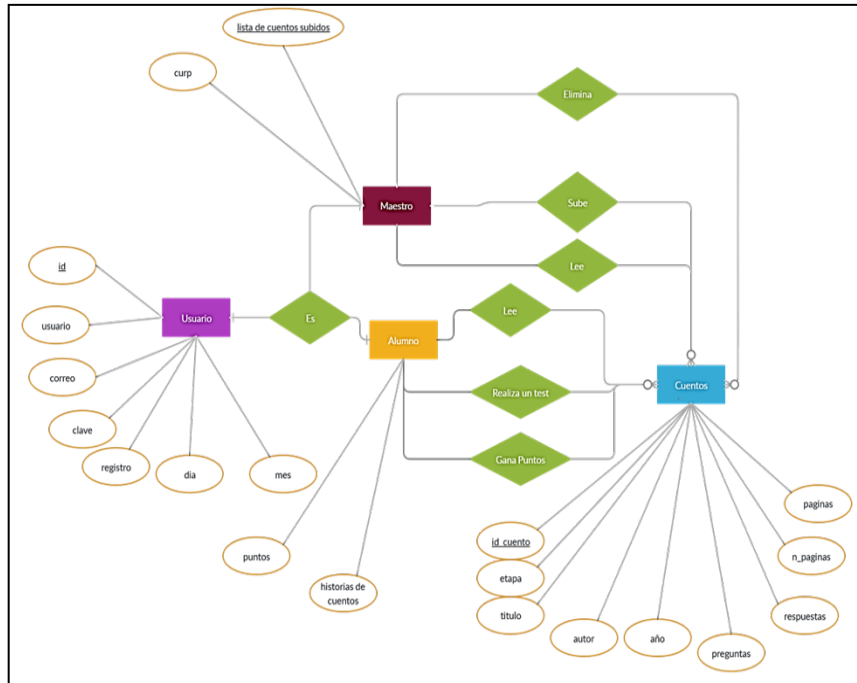 lista de cuentos subidos
curp
Elimina
Maestro
Sube
Lee
id
usuario
Usuario
Es
Alumno
Lee
correo
Realiza un test
Cuentos
clave
registro
dia
mes
Gana Puntos
puntos
historias de
cuentos
id_cuento
etapa
titulo
autor
año
preguntas
respuestas
n_paginas
paginas